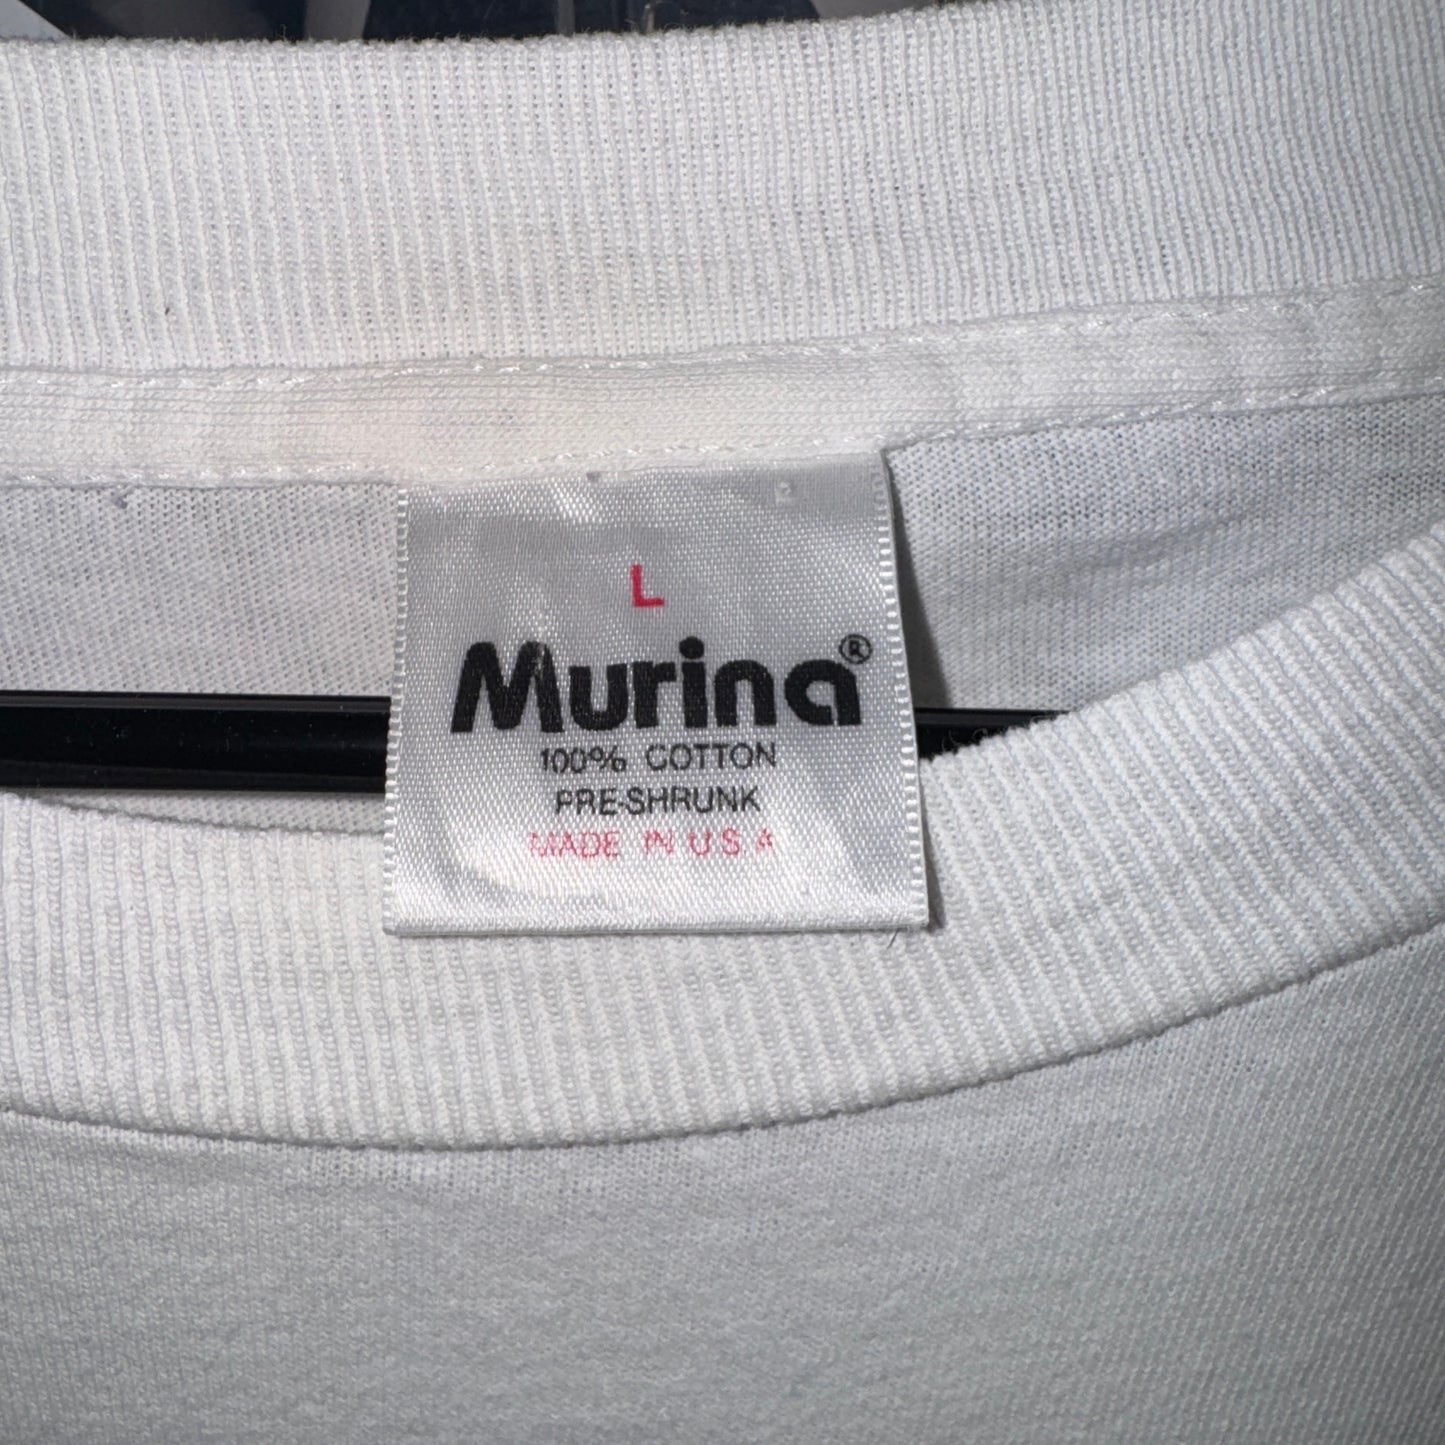 L
Murina®
100% COTTON
PRE-SHRUNK
MADE IN U S A